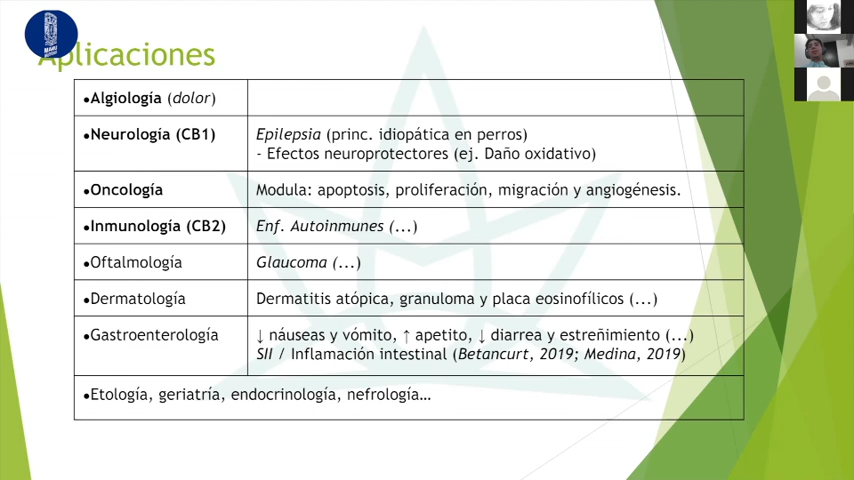 Aplicaciones
●Algiología (dolor)
●Neurología (CB1)
Epilepsia (princ. idiopática en perros)
- Efectos neuroprotectores (ej. Daño oxidativo)
●Oncología
Modula: apoptosis, proliferación, migración y angiogénesis.
●Inmunología (CB2)
Enf. Autoinmunes (...)
●Oftalmología
Glaucoma (...)
●Dermatología
Dermatitis atópica, granuloma y placa eosinofílicos (...)
●Gastroenterología
↓ náuseas y vómito, ↑ apetito, ↓ diarrea y estreñimiento (...)
SII / Inflamación intestinal (Betancurt, 2019; Medina, 2019)
●Etología, geriatría, endocrinología, nefrología…